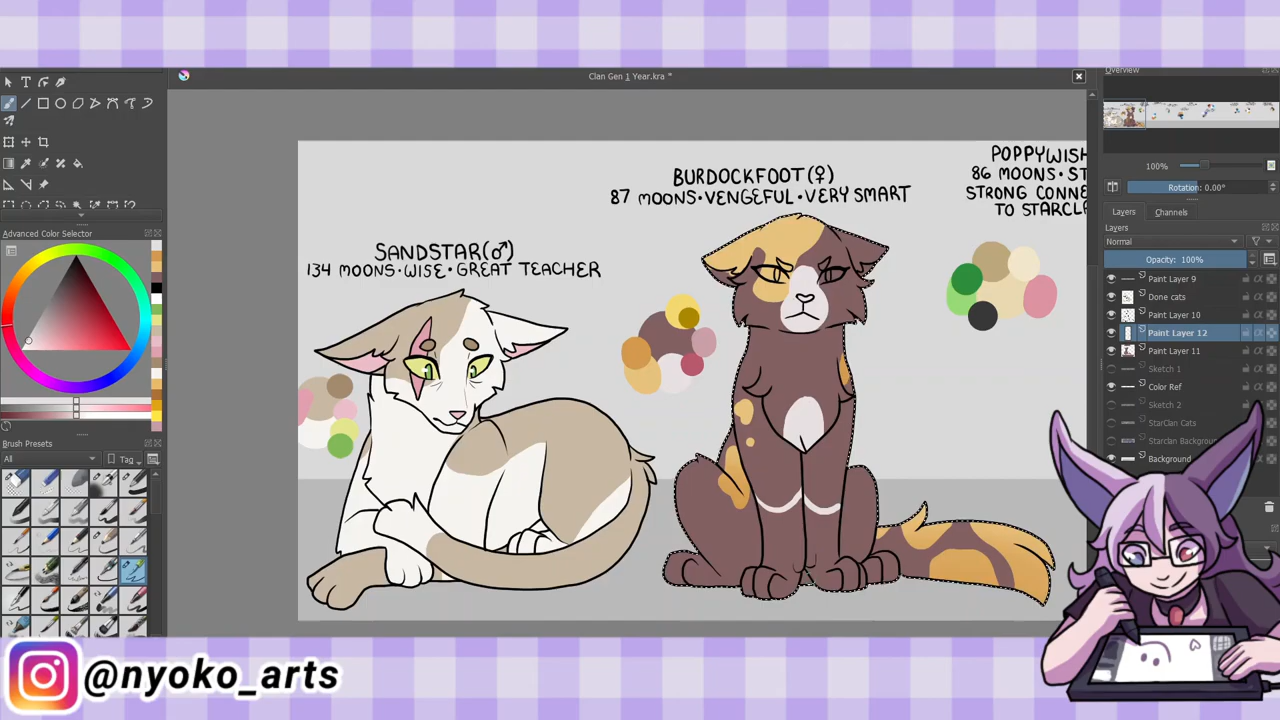 Clan Gen 1 Year.kra *
Overview
100%
Rotation: 0.00°
Layers
Channels
Layers
Normal
Opacity: 100%
Paint Layer 9
Done cats
Paint Layer 10
Paint Layer 12
Paint Layer 11
Sketch 1
Color Ref
Sketch 2
StarClan Cats
Starclan Background
Background
Advanced Color Selector
Brush Presets
All
Tag
SANDSTAR(♂)
134 MOONS·WISE·GREAT TEACHER
BURDOCKFOOT(♀)
87 MOONS·VENGEFUL·VERY SMART
POPPYWISH
86 MOONS·ST
STRONG CONNE
TO STARCLA
@nyoko_arts